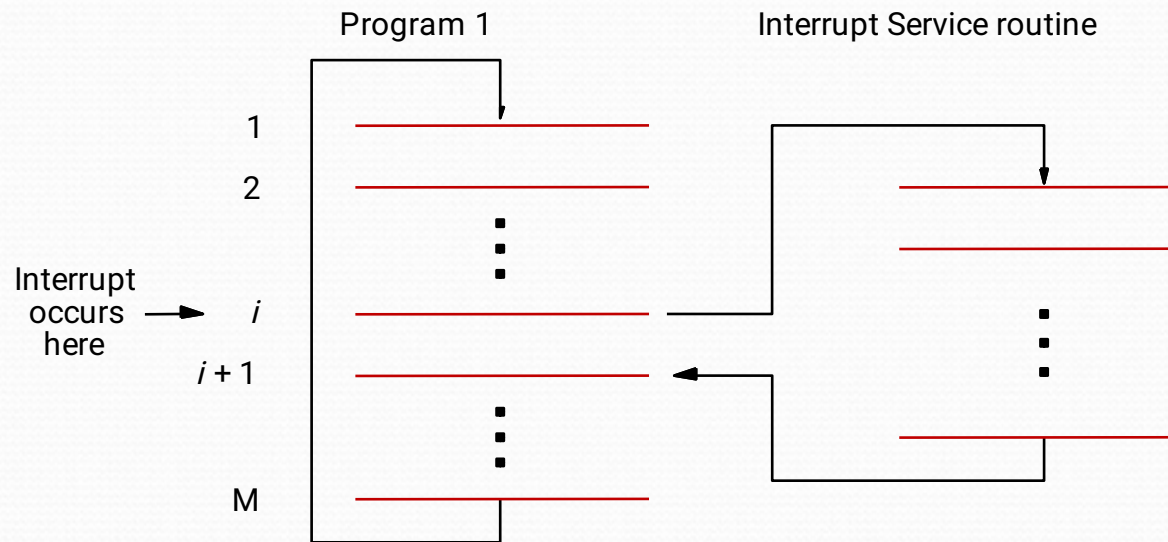 Program 1
Interrupt Service routine
1
2
Interrupt
occurs
here
i
i + 1
M